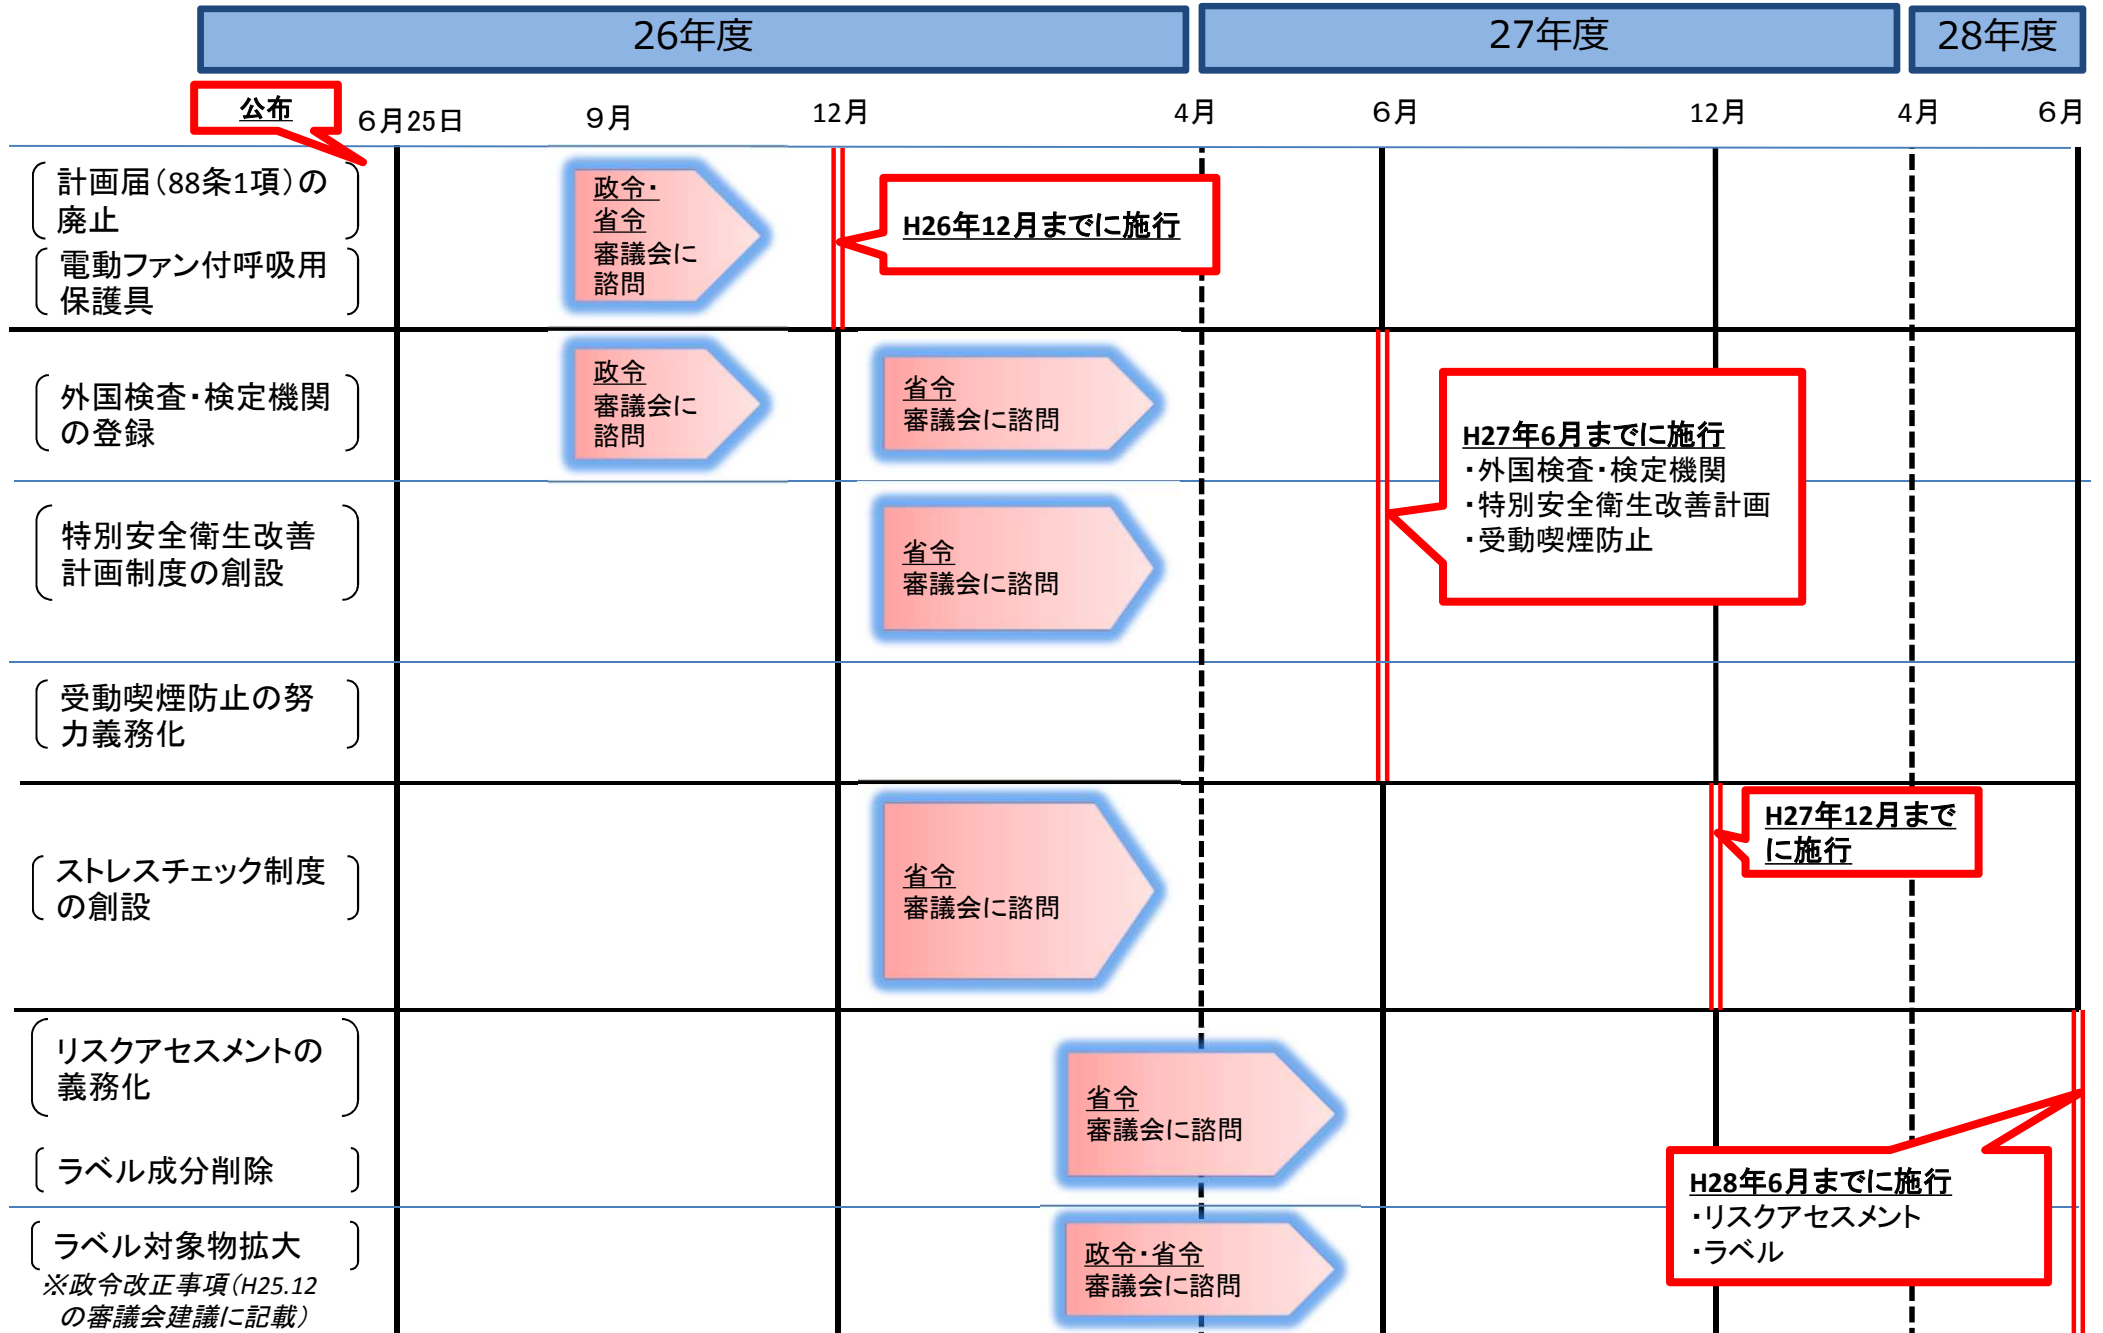 26年度
27年度
28年度
公布
６月25日
９月
12月
4月
６月
12月
4月
６月
計画届（88条1項）の
廃止
電動ファン付呼吸用
保護具
政令・
省令
審議会に
諮問
H26年12月までに施行
外国検査・検定機関
の登録
政令
審議会に
諮問
省令
審議会に諮問
H27年6月までに施行
・外国検査・検定機関
・特別安全衛生改善計画
・受動喫煙防止
特別安全衛生改善
計画制度の創設
省令
審議会に諮問
受動喫煙防止の努
力義務化
ストレスチェック制度
の創設
省令
審議会に諮問
H27年12月まで
に施行
リスクアセスメントの
義務化
ラベル成分削除
省令
審議会に諮問
H28年6月までに施行
・リスクアセスメント
・ラベル
ラベル対象物拡大
※政令改正事項（H25.12
の審議会建議に記載）
政令・省令
審議会に諮問